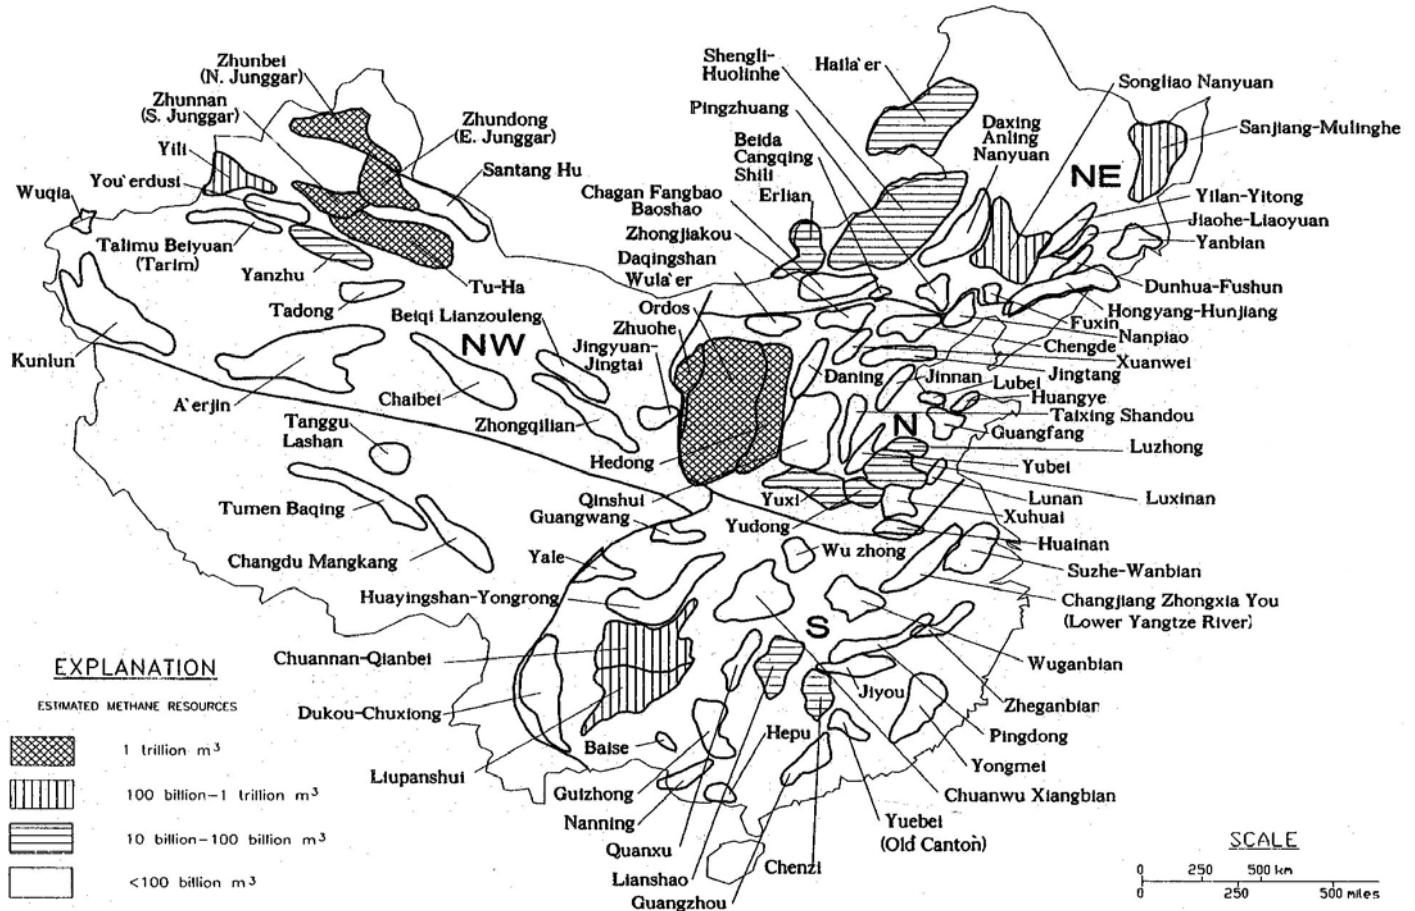 Zhunbei
(N. Junggar)
Zhunnan
(S. Junggar)
Yili
You'erdusi
Wuqia
Talimu Beiyuan
(Tarim)
Yanzhu
Tadong
Kunlun
A'erjin
Zhundong
(E. Junggar)
Santang Hu
Tu-Ha
Beiqi Lianzouleng
NW
Chaibei
Zhongqilian
Jingyuan-
Jingtai
Tanggu
Lashan
Tumen Baqing
Changdu Mangkang
Shengli-
Huolinhe
Haila'er
Pingzhuang
Beida
Cangqing
Shili
Erlian
Chagan Fangbao
Baoshao
Zhongjiakou
Daqingshan
Wula'er
Ordos
Zhuohe
Daxing
Anling
Nanyuan
Songliao Nanyuan
Sanjiang-Mulinghe
NE
Yilan-Yitong
Jiaohe-Liaoyuan
Yanbian
Dunhua-Fushun
Hongyang-Hunjiang
Fuxin
Nanpiao
Chengde
Xuanwei
Jingtang
Daning
Jinnan
Lubei
Huangye
Taixing Shandou
Guangfang
N
Luzhong
Yubei
Lunan
Luxinan
Xuhuai
Hedong
Qinshui
Yuxi
Yudong
Guangwang
Yale
Wu zhong
Huainan
Suzhe-Wanbian
Changjiang Zhongxia You
(Lower Yangtze River)
Huayingshan-Yongrong
S
Wuganbian
Chuannan-Qianbei
Jiyou
Zheganbian
Dukou-Chuxiong
Pingdong
Hepu
Baise
Yongmei
Liupanshui
Chuanwu Xiangbian
Guizhong
Nanning
Yuebei
(Old Canton)
Quanxu
Chenzi
Lianshao
Guangzhou
EXPLANATION
ESTIMATED METHANE RESOURCES
1 trillion m³
100 billion-1 trillion m³
10 billion-100 billion m³
<100 billion m³
SCALE
0 250 500 km
0 250 500 miles